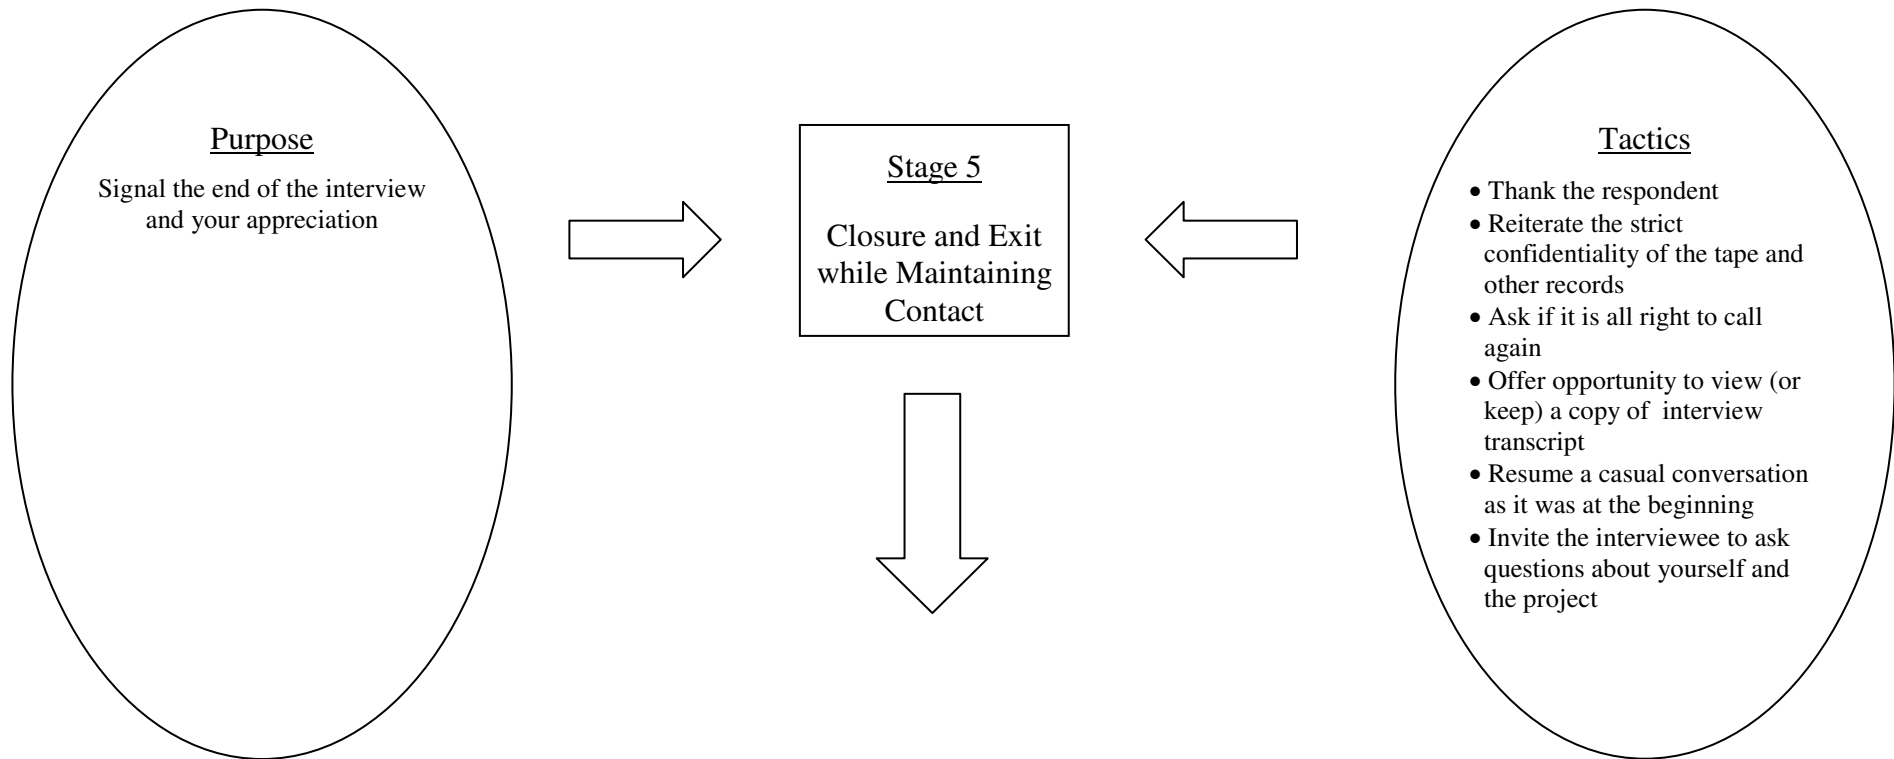 Purpose
Signal the end of the interview
and your appreciation
Stage 5
Closure and Exit
while Maintaining
Contact
Tactics
• Thank the respondent
• Reiterate the strict
confidentiality of the tape and
other records
• Ask if it is all right to call
again
• Offer opportunity to view (or
keep) a copy of  interview
transcript
• Resume a casual conversation
as it was at the beginning
• Invite the interviewee to ask
questions about yourself and
the project